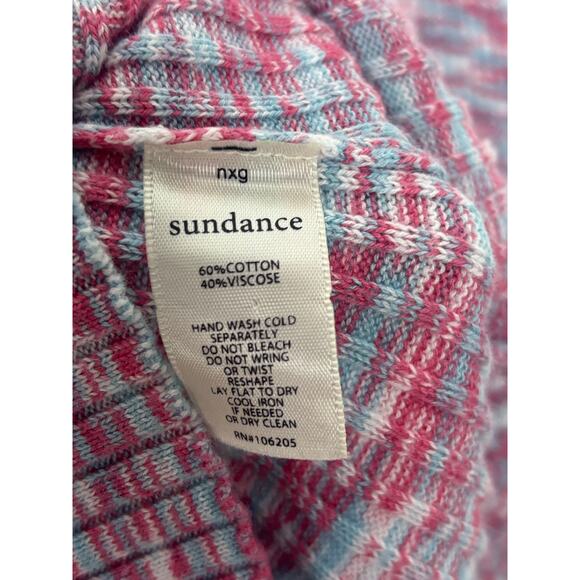 nxg
sundance
60%COTTON
40%VISCOSE
HAND WASH COLD
SEPARATELY
DO NOT BLEACH
DO NOT WRING
OR TWIST
RESHAPE
LAY FLAT TO DRY
COOL IRON
IF NEEDED
OR DRY CLEAN
RN#106205